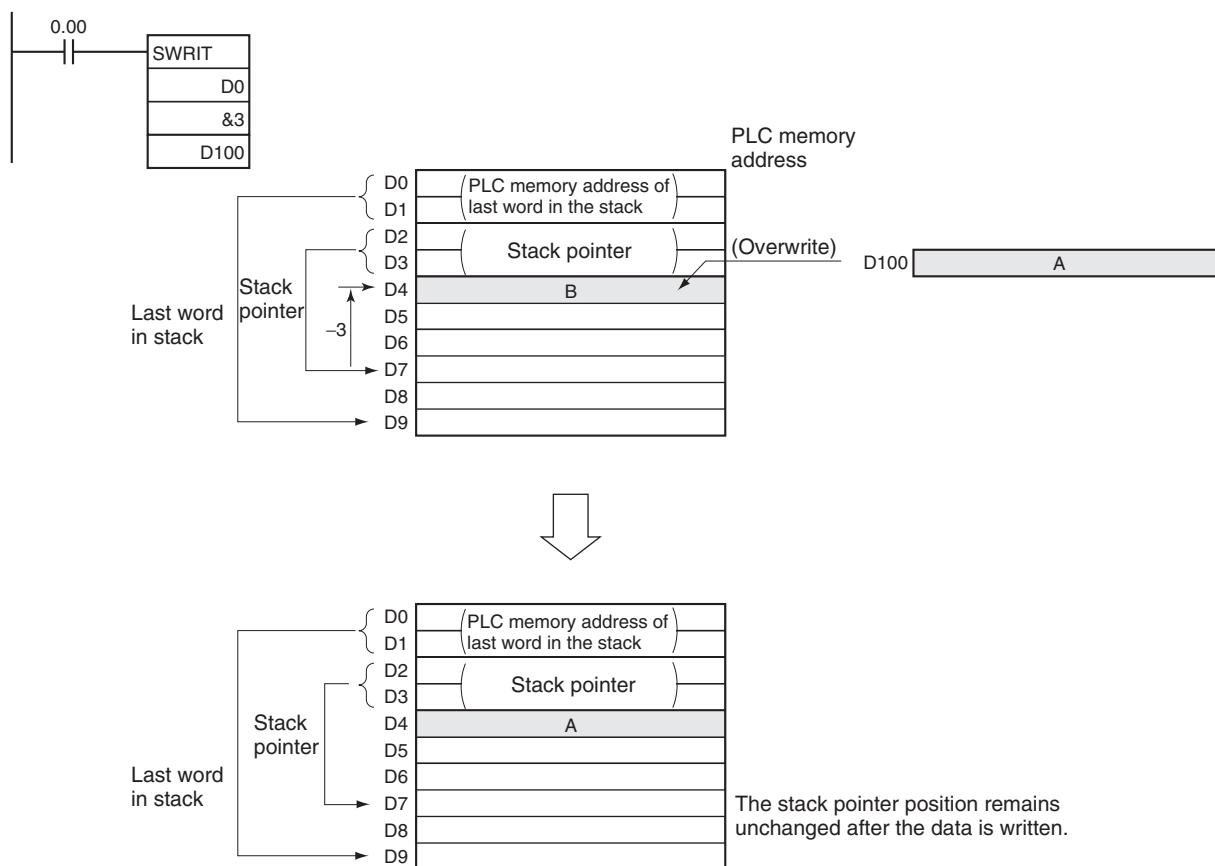 0.00
SWRIT
D0
&3
D100
PLC memory
address
D0
D1
D2
D3
D4
D5
D6
D7
D8
D9
(PLC memory address of
last word in the stack)
(Stack pointer)
B
(Overwrite)
D100
A
Stack
pointer
–3
Last word
in stack
D0
D1
D2
D3
D4
D5
D6
D7
D8
D9
(PLC memory address of
last word in the stack)
(Stack pointer)
A
Stack
pointer
Last word
in stack
The stack pointer position remains
unchanged after the data is written.